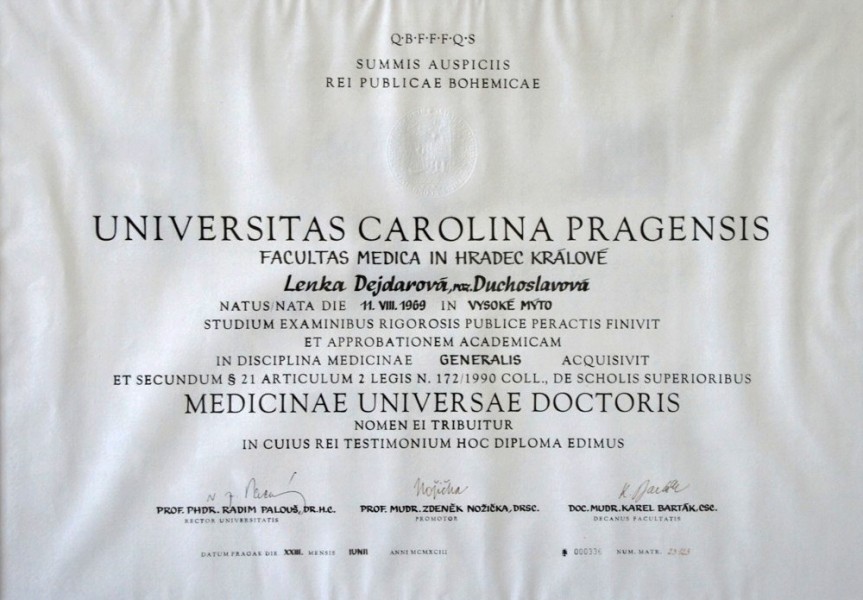 Q·B·F·F·F·Q·S
SUMMIS AUSPICIIS
REI PUBLICAE BOHEMICAE
UNIVERSITAS CAROLINA PRAGENSIS
FACULTAS MEDICA IN HRADEC KRÁLOVÉ
Lenka Dejdarová, roz. Duchoslavová
NATUS/NATA DIE 11. VIII. 1969 IN VYSOKÉ MÝTO
STUDIUM EXAMINIBUS RIGOROSIS PUBLICE PERACTIS FINIVIT
ET APPROBATIONEM ACADEMICAM
IN DISCIPLINA MEDICINAE GENERALIS ACQUISIVIT
ET SECUNDUM § 21 ARTICULUM 2 LEGIS N. 172/1990 COLL., DE SCHOLIS SUPERIORIBUS
MEDICINAE UNIVERSAE DOCTORIS
NOMEN EI TRIBUITUR
IN CUIUS REI TESTIMONIUM HOC DIPLOMA EDIMUS
Nožička
PROF. PHDR. RADIM PALOUŠ, DR.H.C. PROF. MUDR. ZDENĚK NOŽIČKA, DRSC. DOC. MUDR. KAREL BARTÁK, CSC.
RECTOR UNIVERSITATIS PROMOTOR DECANUS FACULTATIS
DATUM PRAGAE DIE XXIII. MENSIS IUNII ANNI MCMXCIII 000336 NUM. MATR.